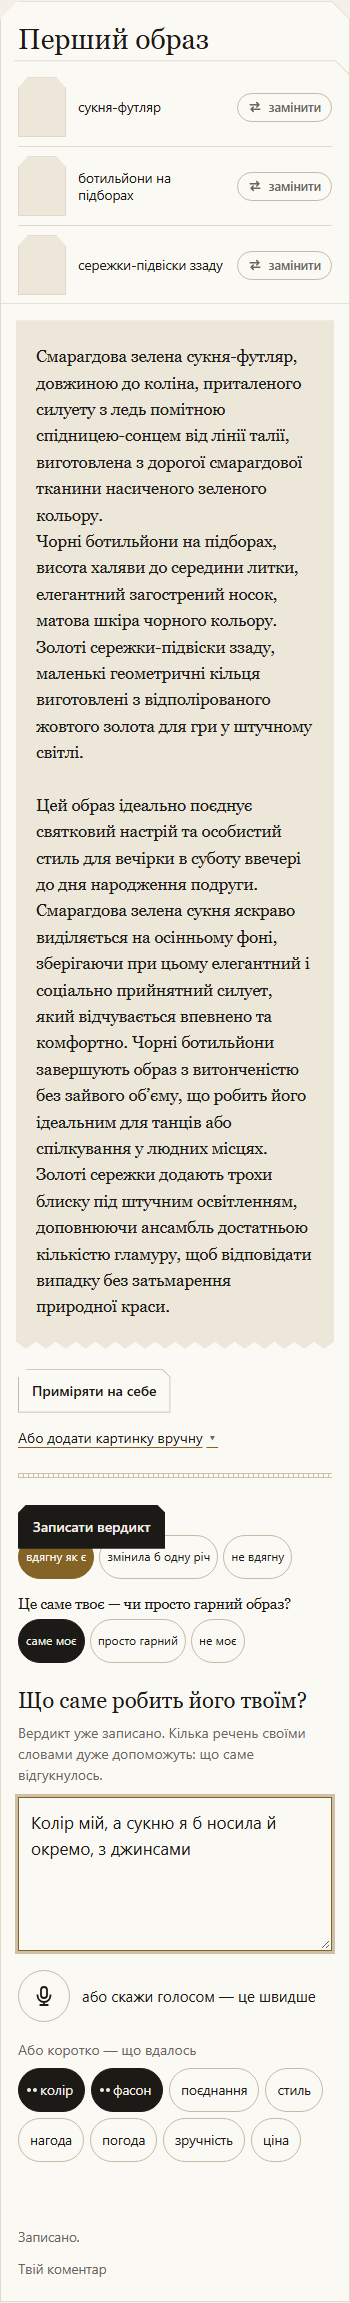 Перший образ
сукня-футляр
замінити
ботильйони на
підборах
замінити
сережки-підвіски ззаду
замінити
Смарагдова зелена сукня-футляр,
довжиною до коліна, приталеного
силуету з ледь помітною
спідницею-сонцем від лінії талії,
виготовлена з дорогої смарагдової
тканини насиченого зеленого
кольору.
Чорні ботильйони на підборах,
висота халяви до середини литки,
елегантний загострений носок,
матова шкіра чорного кольору.
Золоті сережки-підвіски ззаду,
маленькі геометричні кільця
виготовлені з відполірованого
жовтого золота для гри у штучному
світлі.
Цей образ ідеально поєднує
святковий настрій та особистий
стиль для вечірки в суботу ввечері
до дня народження подруги.
Смарагдова зелена сукня яскраво
виділяється на осінньому фоні,
зберігаючи при цьому елегантний і
соціально прийнятний силует,
який відчувається впевнено та
комфортно. Чорні ботильйони
завершують образ з витонченістю
без зайвого об’єму, що робить його
ідеальним для танців або
спілкування у людних місцях.
Золоті сережки додають трохи
блиску під штучним освітленням,
доповнюючи ансамбль достатньою
кількістю гламуру, щоб відповідати
випадку без затьмарення
природної краси.
Приміряти на себе
Або додати картинку вручну
Записати вердикт
вдягну як є
змінила б одну річ
не вдягну
Це саме твоє — чи просто гарний образ?
саме моє
просто гарний
не моє
Що саме робить його твоїм?
Вердикт уже записано. Кілька речень своїми
словами дуже допоможуть: що саме
відгукнулось.
Колір мій, а сукню я б носила й
окремо, з джинсами
або скажи голосом — це швидше
Або коротко — що вдалось
колір
фасон
поєднання
стиль
нагода
погода
зручність
ціна
Записано.
Твій коментар